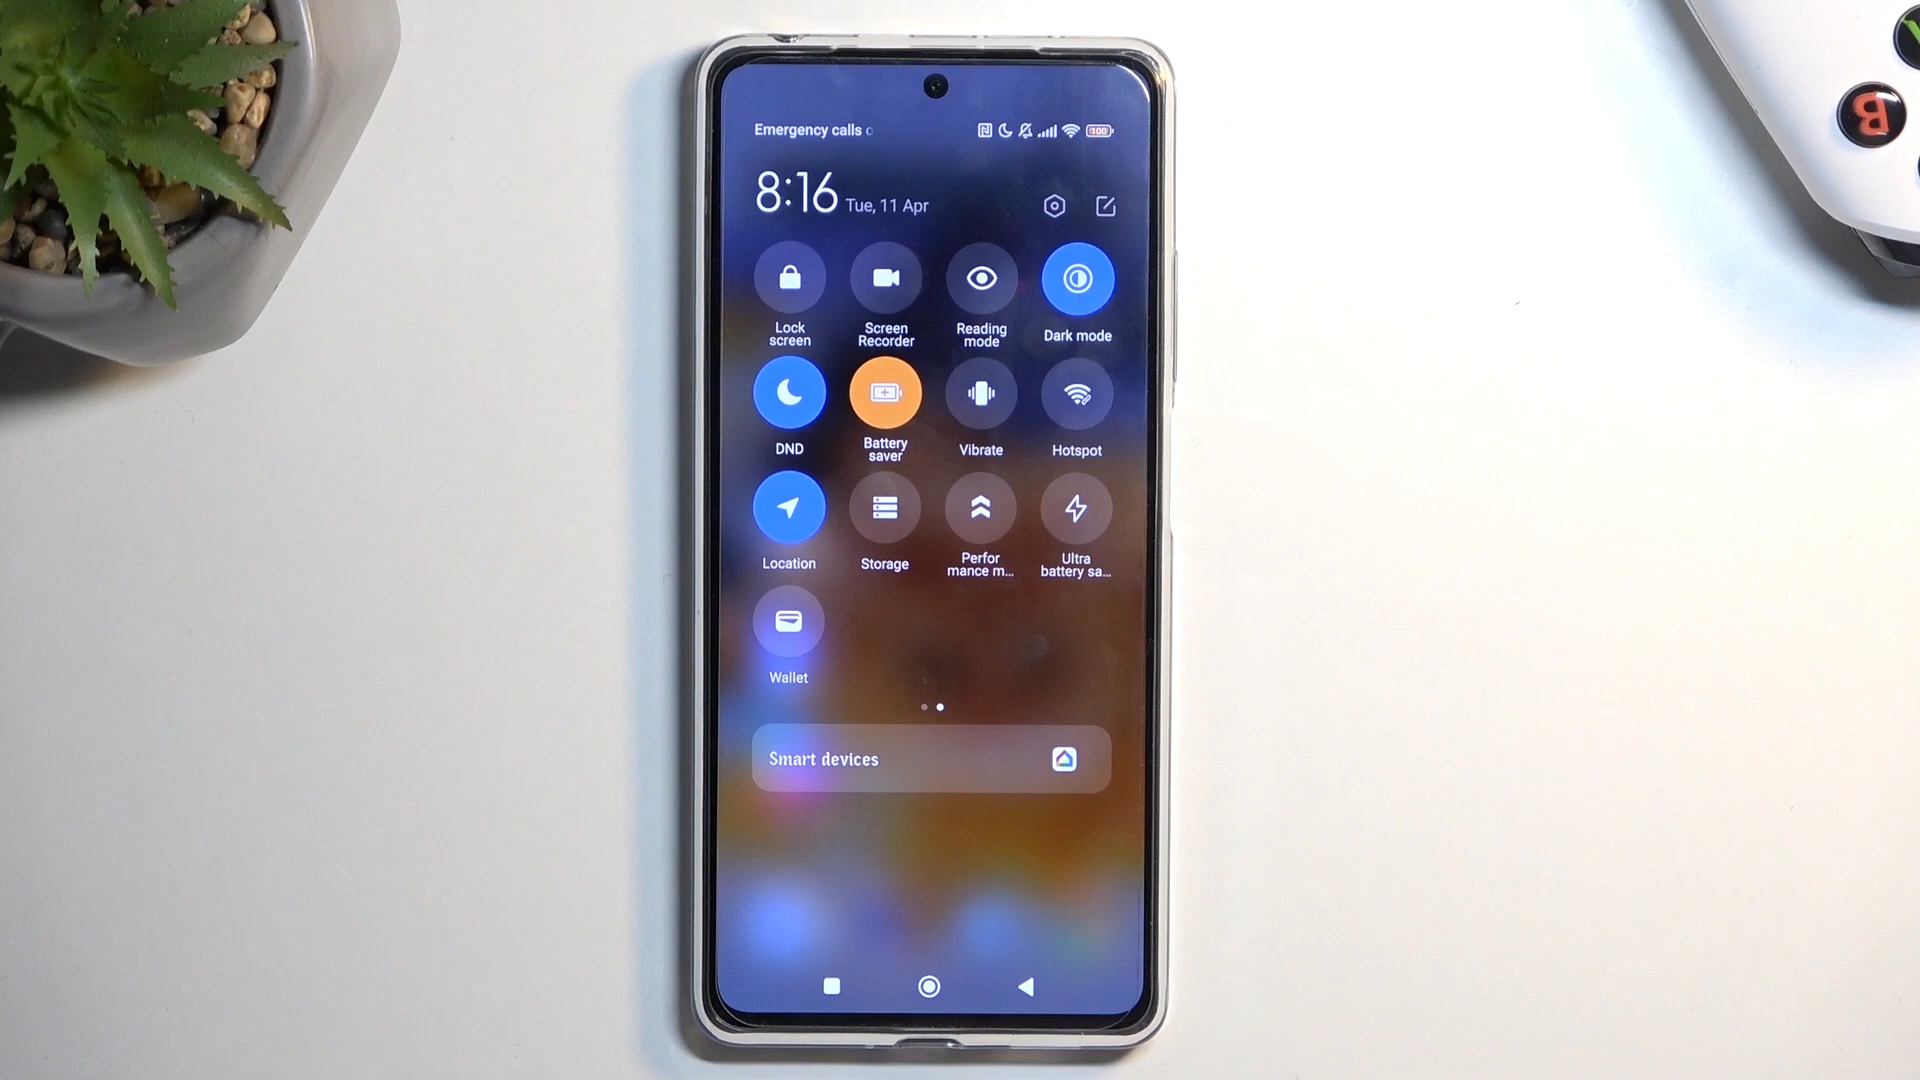 Emergency calls
100
8:16 Tue, 11 Apr
Lock screen
Screen Recorder
Reading mode
Dark mode
DND
Battery saver
Vibrate
Hotspot
Location
Storage
Perfor mance m...
Ultra battery sa...
Wallet
Smart devices
B